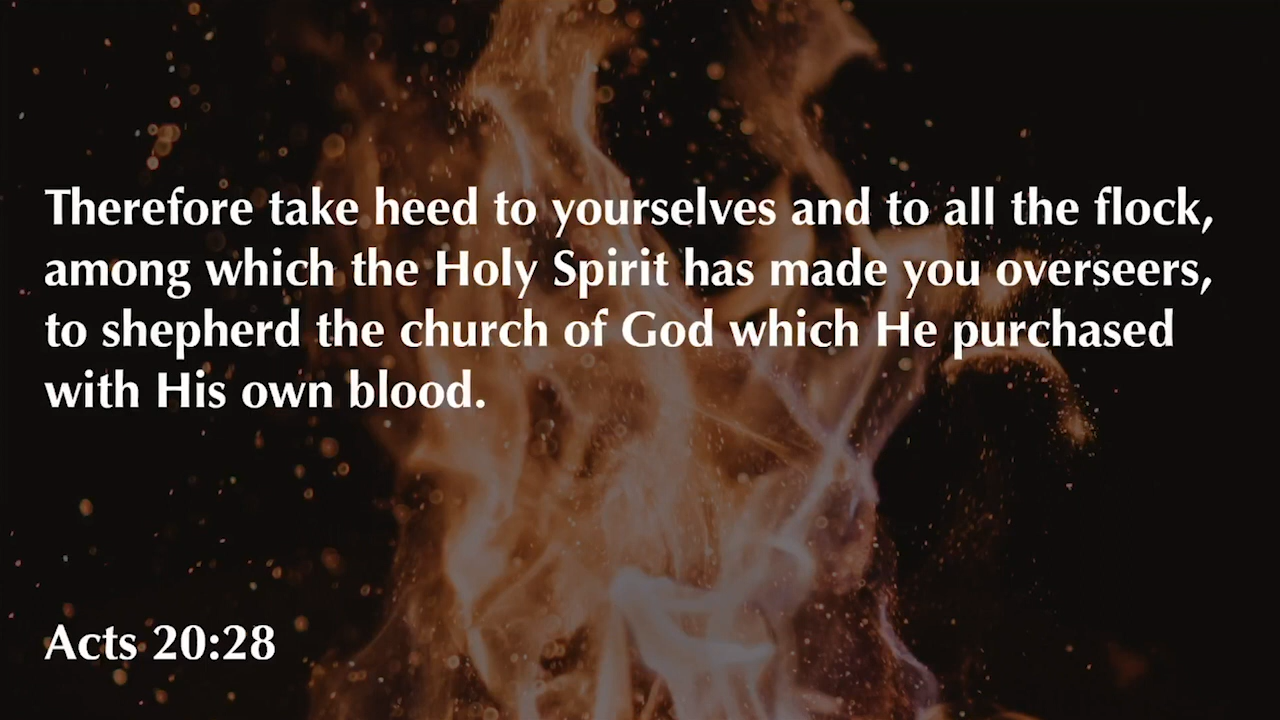 Therefore take heed to yourselves and to all the flock,
among which the Holy Spirit has made you overseers,
to shepherd the church of God which He purchased
with His own blood.
Acts 20:28